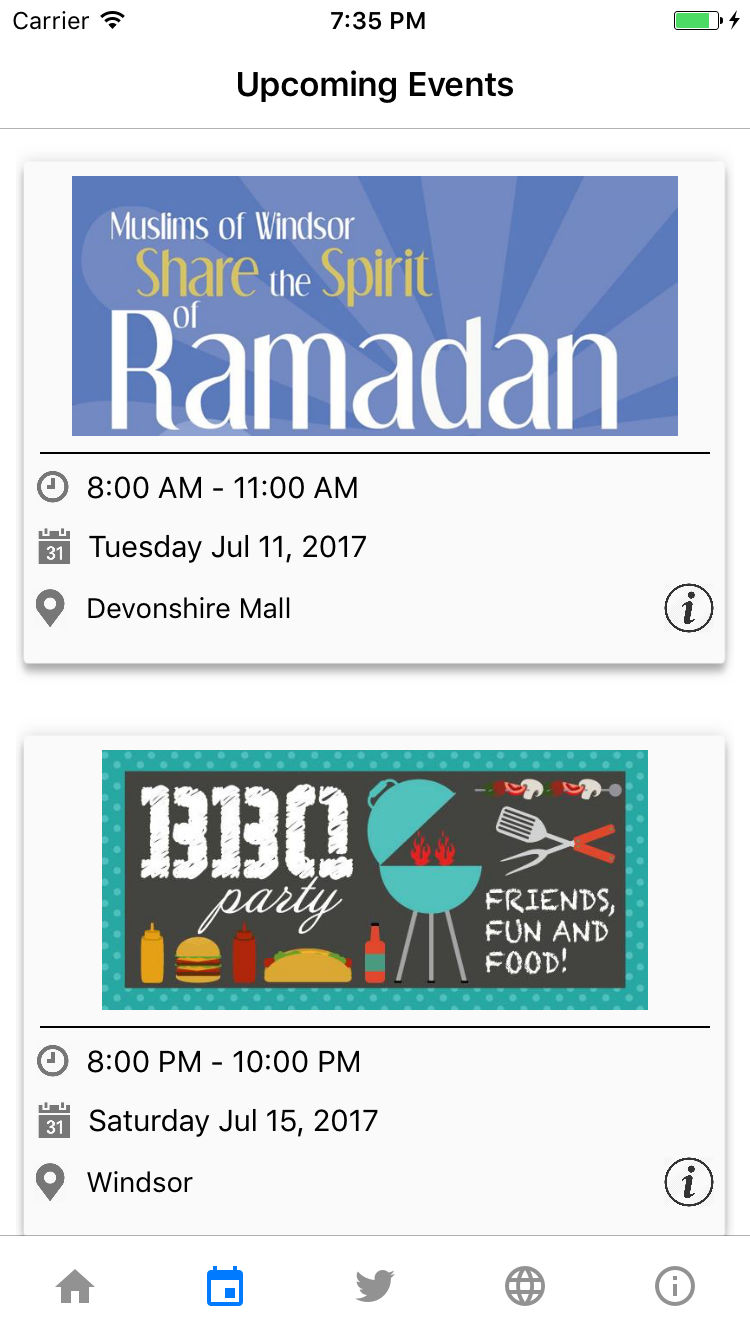 Carrier 7:35 PM
Upcoming Events
Muslims of Windsor
Share the Spirit
of
Ramadan
8:00 AM - 11:00 AM
31 Tuesday Jul 11, 2017
Devonshire Mall i
BBQ
party
FRIENDS,
FUN AND
FOOD!
8:00 PM - 10:00 PM
31 Saturday Jul 15, 2017
Windsor i